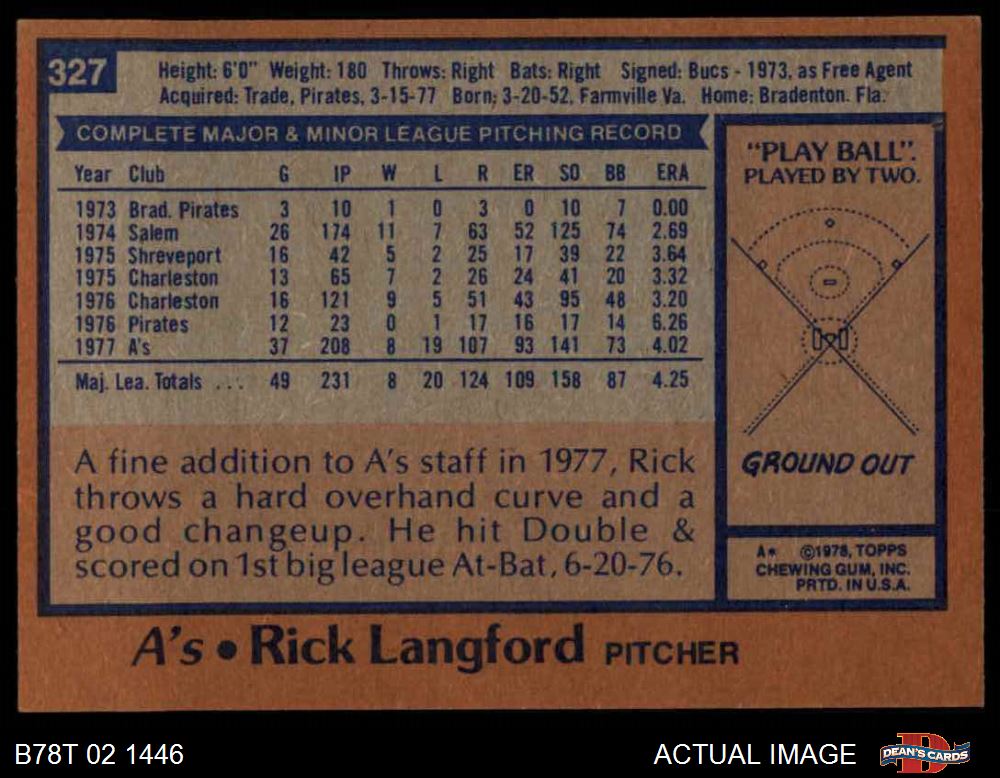 327
Height: 6'0" Weight: 180 Throws: Right Bats: Right Signed: Bucs - 1973, as Free Agent
Acquired: Trade, Pirates, 3-15-77 Born: 3-20-52, Farmville Va. Home: Bradenton. Fla.
COMPLETE MAJOR & MINOR LEAGUE PITCHING RECORD
Year Club G IP W L R ER SO BB ERA
1973 Brad. Pirates 3 10 1 0 3 0 10 7 0.00
1974 Salem 26 174 11 7 63 52 125 74 2.69
1975 Shreveport 16 42 5 2 25 17 39 22 3.64
1975 Charleston 13 65 7 2 26 24 41 20 3.32
1976 Charleston 16 121 9 5 51 43 95 48 3.20
1976 Pirates 12 23 0 1 17 16 17 14 6.26
1977 A's 37 208 8 19 107 93 141 73 4.02
Maj. Lea. Totals ... 49 231 8 20 124 109 158 87 4.25
A fine addition to A's staff in 1977, Rick
throws a hard overhand curve and a
good changeup. He hit Double &
scored on 1st big league At-Bat, 6-20-76.
"PLAY BALL".
PLAYED BY TWO.
GROUND OUT
A* ©1978, TOPPS
CHEWING GUM, INC.
PRTD. IN U.S.A.
A's • Rick Langford PITCHER
B78T 02 1446
ACTUAL IMAGE
DEAN'S CARDS